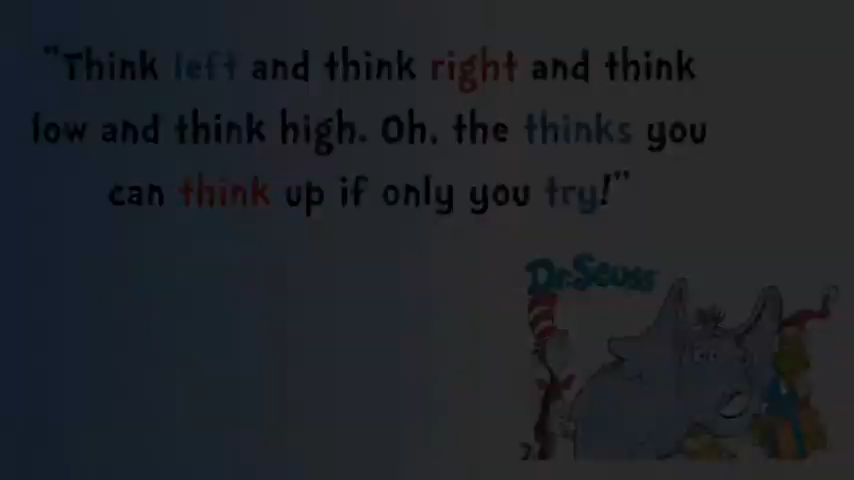 "Think left and think right and think
low and think high. Oh, the thinks you
can think up if only you try!"
Dr. Seuss